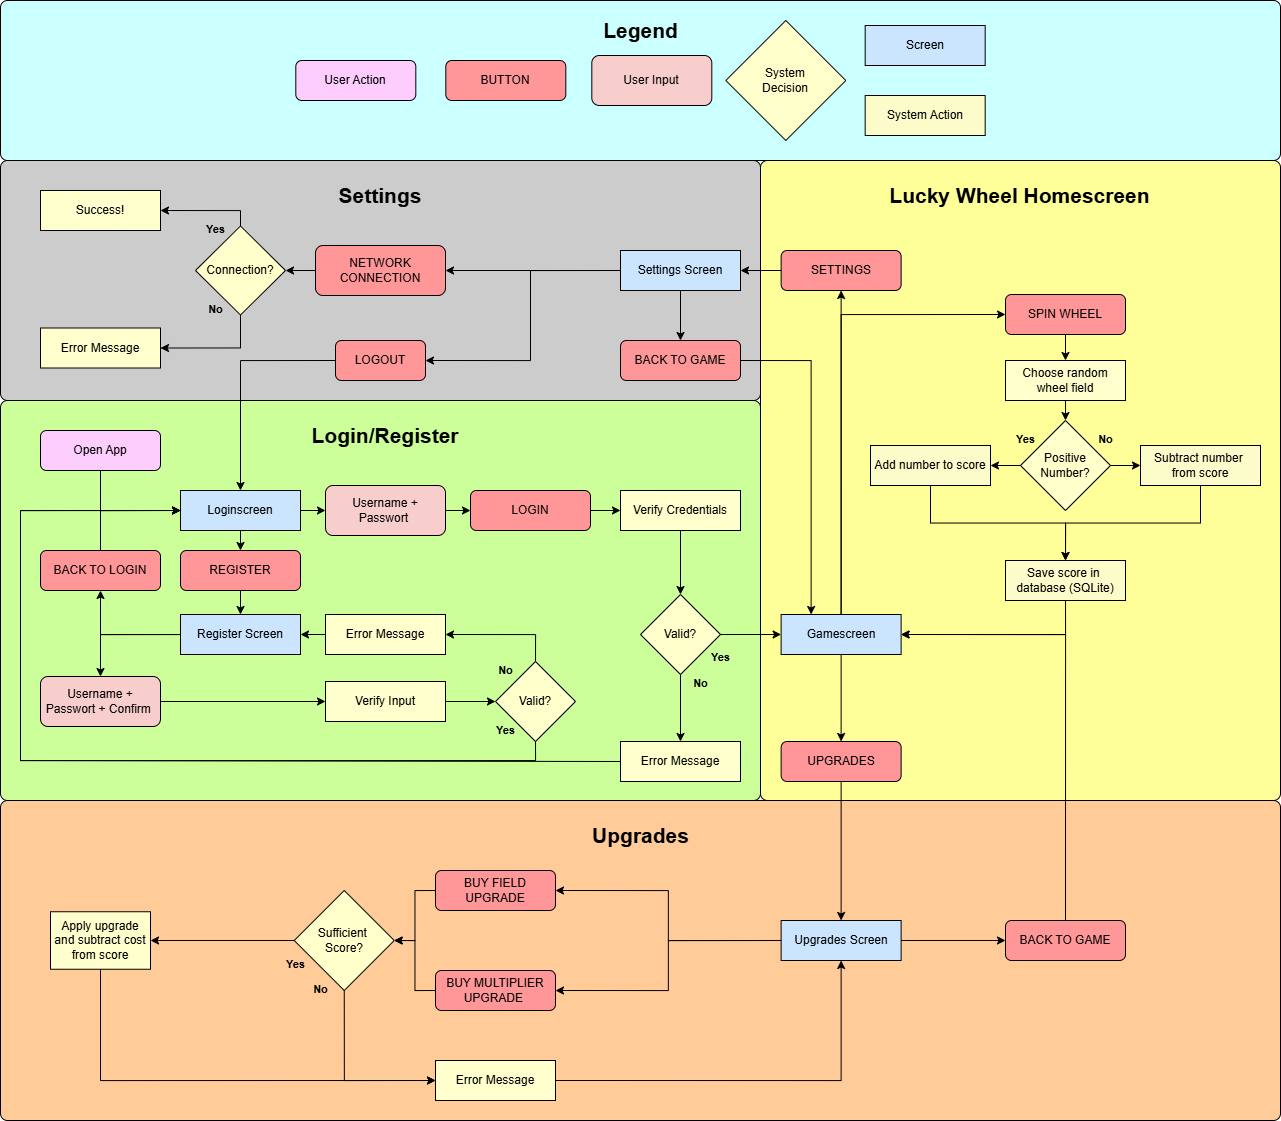 Legend
User Action
BUTTON
User Input
System
Decision
Screen
System Action
Settings
Success!
Yes
Connection?
No
Error Message
NETWORK
CONNECTION
LOGOUT
Settings Screen
BACK TO GAME
Lucky Wheel Homescreen
SETTINGS
SPIN WHEEL
Choose random
wheel field
Yes
No
Positive
Number?
Add number to score
Subtract number
from score
Save score in
database (SQLite)
Gamescreen
UPGRADES
Login/Register
Open App
Loginscreen
Username +
Passwort
LOGIN
Verify Credentials
BACK TO LOGIN
REGISTER
Register Screen
Error Message
Valid?
Yes
No
Username +
Passwort + Confirm
Verify Input
No
Valid?
Yes
Error Message
Upgrades
BUY FIELD
UPGRADE
Apply upgrade
and subtract cost
from score
Sufficient
Score?
Yes
No
BUY MULTIPLIER
UPGRADE
Upgrades Screen
BACK TO GAME
Error Message